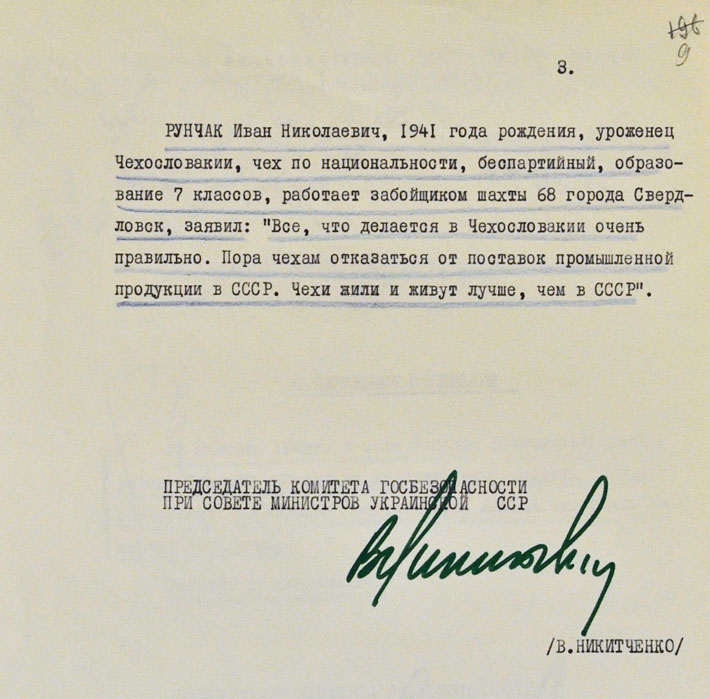 196
9
3.
РУНЧАК Иван Николаевич, 1941 года рождения, уроженец
Чехословакии, чех по национальности, беспартийный, образо-
вание 7 классов, работает забойщиком шахты 68 города Сверд-
ловск, заявил: "Все, что делается в Чехословакии очень
правильно. Пора чехам отказаться от поставок промышленной
продукции в СССР. Чехи жили и живут лучше, чем в СССР".
ПРЕДСЕДАТЕЛЬ КОМИТЕТА ГОСБЕЗОПАСНОСТИ
ПРИ СОВЕТЕ МИНИСТРОВ УКРАИНСКОЙ ССР
/В.НИКИТЧЕНКО/